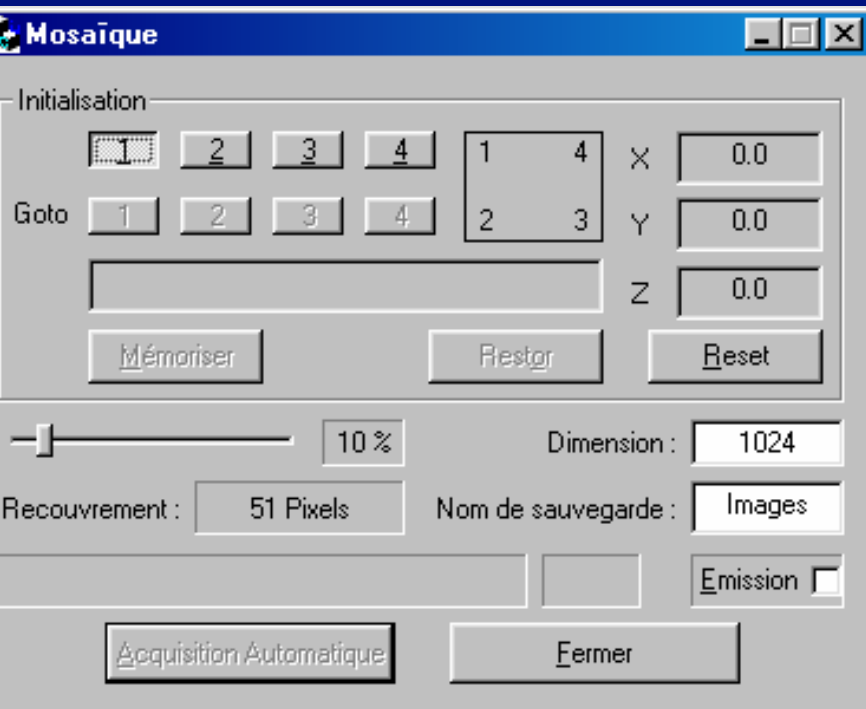 Mosaïque
Initialisation
1 2 3 4 1 4 X 0.0
Goto 1 2 3 4 2 3 Y 0.0
Z 0.0
Mémoriser Restor Reset
10 % Dimension : 1024
Recouvrement : 51 Pixels Nom de sauvegarde : Images
Emission
Acquisition Automatique Fermer